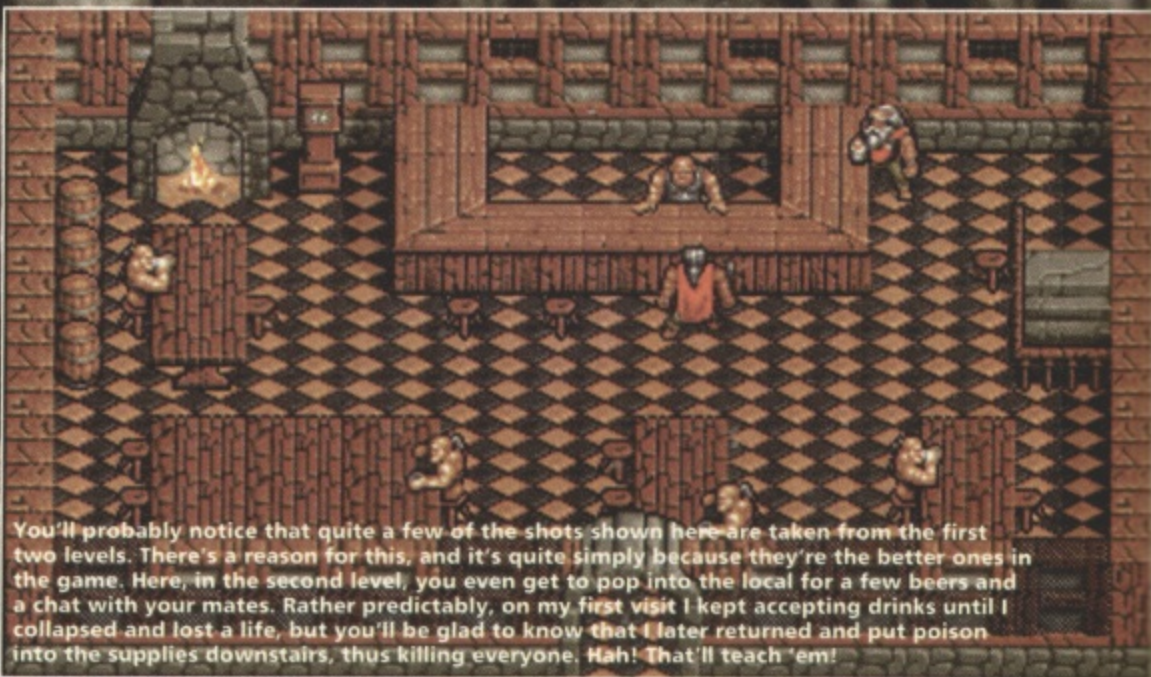 You'll probably notice that quite a few of the shots shown here are taken from the first
two levels. There's a reason for this, and it's quite simply because they're the better ones in
the game. Here, in the second level, you even get to pop into the local for a few beers and
a chat with your mates. Rather predictably, on my first visit I kept accepting drinks until I
collapsed and lost a life, but you'll be glad to know that I later returned and put poison
into the supplies downstairs, thus killing everyone. Hah! That'll teach 'em!